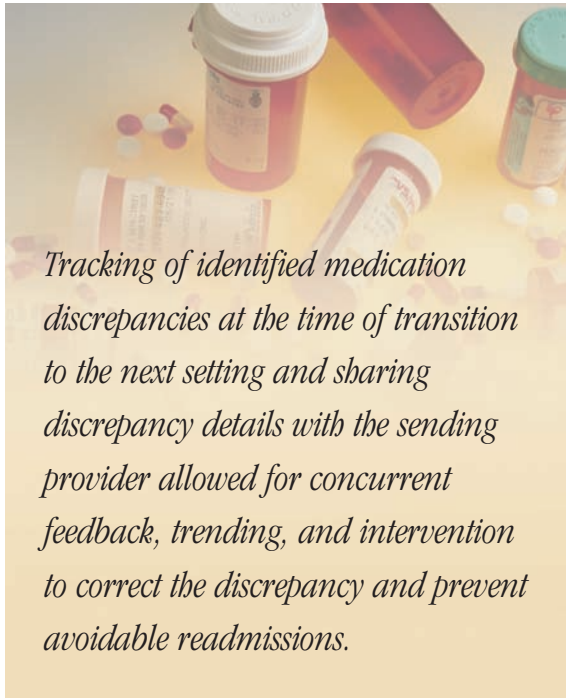 Tracking of identified medication
discrepancies at the time of transition
to the next setting and sharing
discrepancy details with the sending
provider allowed for concurrent
feedback, trending, and intervention
to correct the discrepancy and prevent
avoidable readmissions.